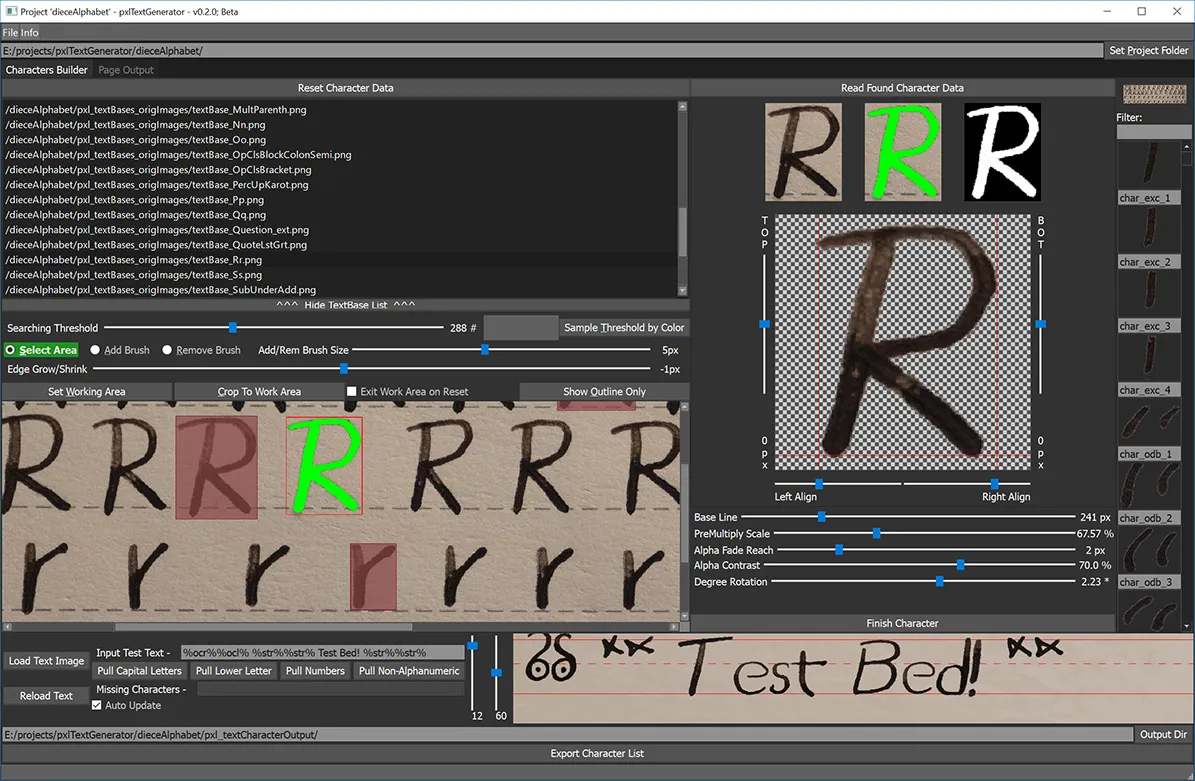 Project 'dieceAlphabet' - pxlTextGenerator - v0.2.0; Beta
File Info
E:/projects/pxlTextGenerator/dieceAlphabet/
Set Project Folder
Characters Builder Page Output
Reset Character Data
/dieceAlphabet/pxl_textBases_origImages/textBase_MultParenth.png
/dieceAlphabet/pxl_textBases_origImages/textBase_Nn.png
/dieceAlphabet/pxl_textBases_origImages/textBase_Oo.png
/dieceAlphabet/pxl_textBases_origImages/textBase_OpClsBlockColonSemi.png
/dieceAlphabet/pxl_textBases_origImages/textBase_OpClsBracket.png
/dieceAlphabet/pxl_textBases_origImages/textBase_PercUpKarot.png
/dieceAlphabet/pxl_textBases_origImages/textBase_Pp.png
/dieceAlphabet/pxl_textBases_origImages/textBase_Qq.png
/dieceAlphabet/pxl_textBases_origImages/textBase_Question_ext.png
/dieceAlphabet/pxl_textBases_origImages/textBase_QuoteLstGrt.png
/dieceAlphabet/pxl_textBases_origImages/textBase_Rr.png
/dieceAlphabet/pxl_textBases_origImages/textBase_Ss.png
/dieceAlphabet/pxl_textBases_origImages/textBase_SubUnderAdd.png
^^^ Hide TextBase List ^^^
Searching Threshold 288 # Sample Threshold by Color
Select Area Add Brush Remove Brush Add/Rem Brush Size 5px
Edge Grow/Shrink -1px
Set Working Area Crop To Work Area Exit Work Area on Reset Show Outline Only
R R R R R R R
r r r r r r r
Read Found Character Data
R R R
TOP
BOT
R
0px
0px
Left Align Right Align
Base Line 241 px
PreMultiply Scale 67.57 %
Alpha Fade Reach 2 px
Alpha Contrast 70.0 %
Degree Rotation 2.23 °
Finish Character
Filter:
char_exc_1
char_exc_2
char_exc_3
char_exc_4
char_odb_1
char_odb_2
char_odb_3
Load Text Image
Reload Text
Input Test Text - %ocr%%ocl% %str%%str% Test Bed! %str%%str%
Pull Capital Letters Pull Lower Letter Pull Numbers Pull Non-Alphanumeric
Missing Characters -
Auto Update
12 60
Test Bed!
E:/projects/pxlTextGenerator/dieceAlphabet/pxl_textCharacterOutput/
Output Dir
Export Character List